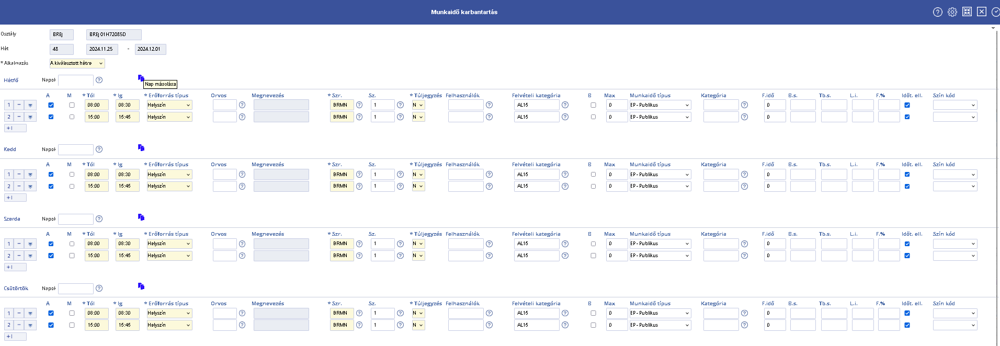 Munkaidő karbantartás
Osztály BREJ BREJ 01H72085D
Hét 48 2024.11.25 - 2024.12.01
* Alkalmazás A kiválasztott hétre
Hétfő Napok
Nap másolása
A M * Tól * Ig * Erőforrás típus Orvos Megnevezés * Szr. Sz. * Túljegyzés Felhasználók Felvételi kategória B Max Munkaidő típus Kategória F.idő B.s. Tb.s. L.i. F.% Időt. ell. Szín kód
1 - 08:00 08:30 Helyszín BRMN 1 N AL15 0 EP - Publikus 0
2 - 15:00 15:45 Helyszín BRMN 1 N AL15 0 EP - Publikus 0
+ I
Kedd Napok
A M * Tól * Ig * Erőforrás típus Orvos Megnevezés * Szr. Sz. * Túljegyzés Felhasználók Felvételi kategória B Max Munkaidő típus Kategória F.idő B.s. Tb.s. L.i. F.% Időt. ell. Szín kód
1 - 08:00 08:30 Helyszín BRMN 1 N AL15 0 EP - Publikus 0
2 - 15:00 15:45 Helyszín BRMN 1 N AL15 0 EP - Publikus 0
+ I
Szerda Napok
A M * Tól * Ig * Erőforrás típus Orvos Megnevezés * Szr. Sz. * Túljegyzés Felhasználók Felvételi kategória B Max Munkaidő típus Kategória F.idő B.s. Tb.s. L.i. F.% Időt. ell. Szín kód
1 - 08:00 08:30 Helyszín BRMN 1 N AL15 0 EP - Publikus 0
2 - 15:00 15:45 Helyszín BRMN 1 N AL15 0 EP - Publikus 0
+ I
Csütörtök Napok
A M * Tól * Ig * Erőforrás típus Orvos Megnevezés * Szr. Sz. * Túljegyzés Felhasználók Felvételi kategória B Max Munkaidő típus Kategória F.idő B.s. Tb.s. L.i. F.% Időt. ell. Szín kód
1 - 08:00 08:30 Helyszín BRMN 1 N AL15 0 EP - Publikus 0
2 - 15:00 15:45 Helyszín BRMN 1 N AL15 0 EP - Publikus 0
+ I